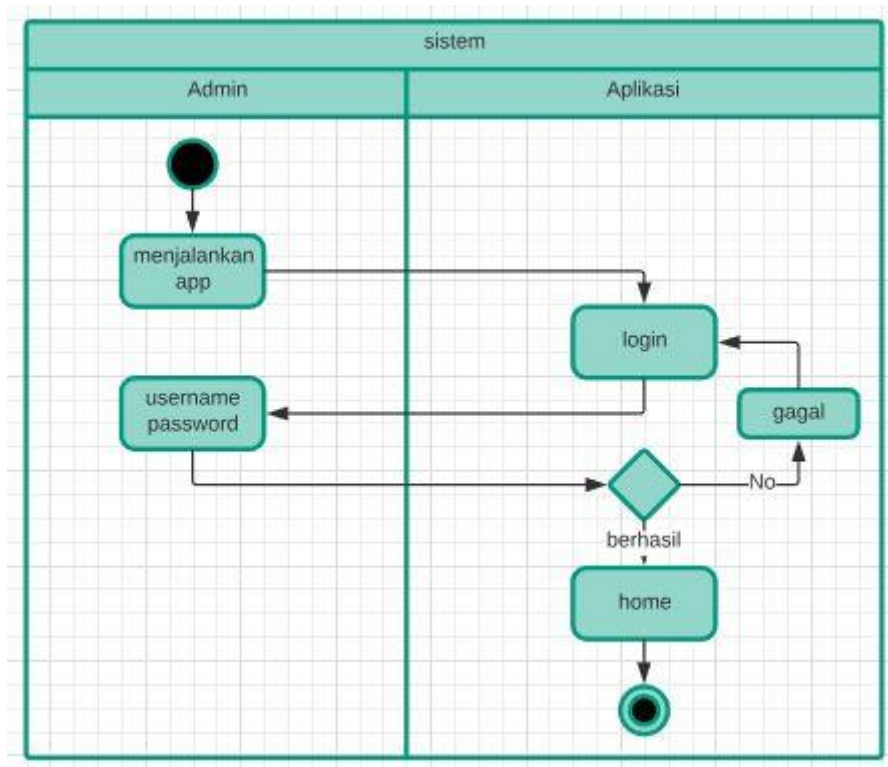 sistem
Admin
Aplikasi
menjalankan
app
login
username
password
gagal
No
berhasil
home